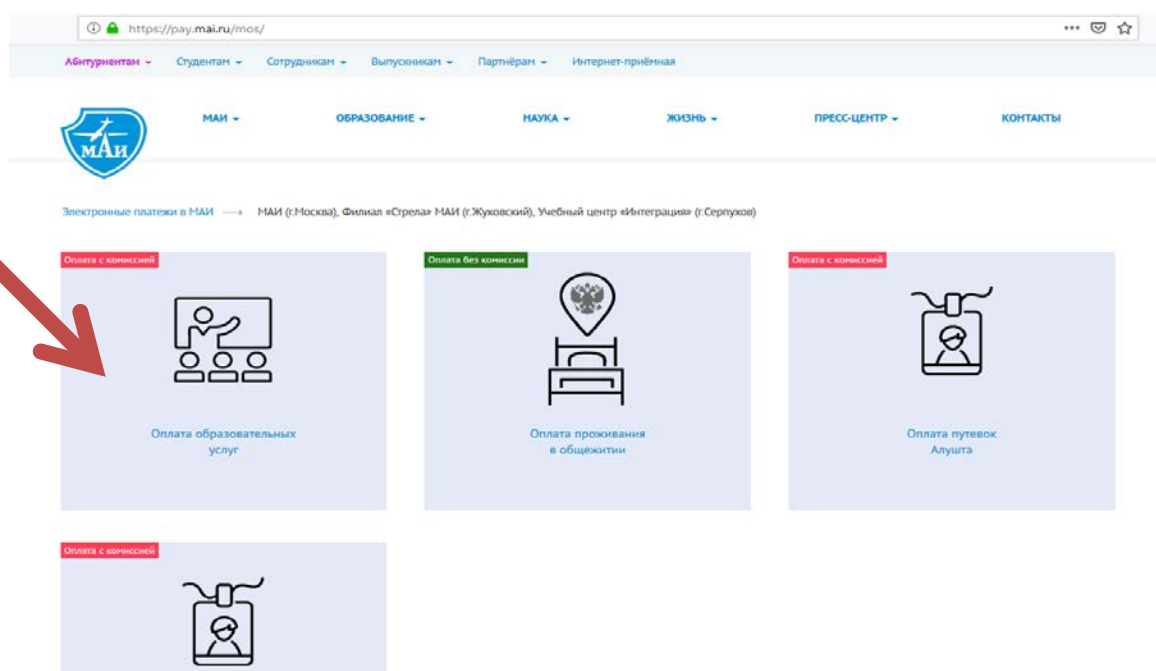 https://pay.mai.ru/mos/
Абитуриентам Студентам Сотрудникам Выпускникам Партнёрам Интернет-приёмная
МАИ
МАИ ОБРАЗОВАНИЕ НАУКА ЖИЗНЬ ПРЕСС-ЦЕНТР КОНТАКТЫ
Электронные платежи в МАИ → МАИ (г.Москва), Филиал «Стрела» МАИ (г.Жуковский), Учебный центр «Интеграция» (г.Серпухов)
Оплата с комиссией
Оплата образовательных
услуг
Оплата без комиссии
Оплата проживания
в общежитии
Оплата с комиссией
Оплата путевок
Алушта
Оплата с комиссией